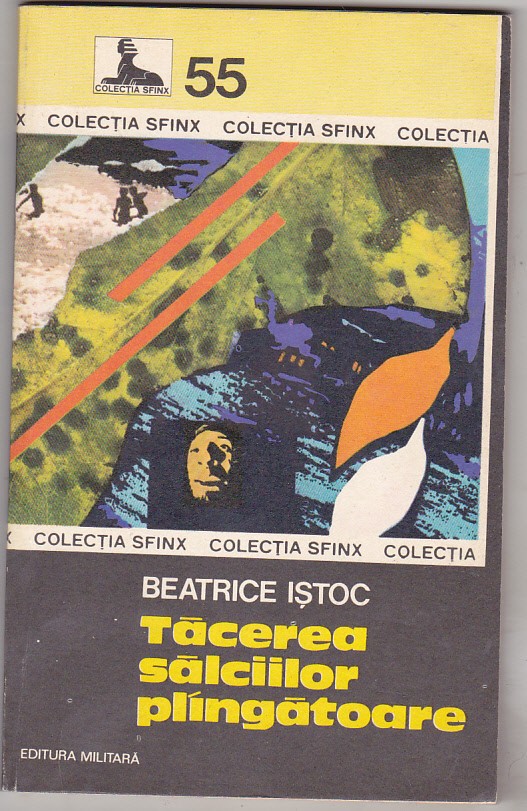 COLECȚIA SFINX
55
X COLECȚIA SFINX COLECȚIA SFINX COLECȚIA
X COLECȚIA SFINX COLECȚIA SFINX COLECȚIA
BEATRICE IȘTOC
Tăcerea
sălciilor
plîngătoare
EDITURA MILITARĂ